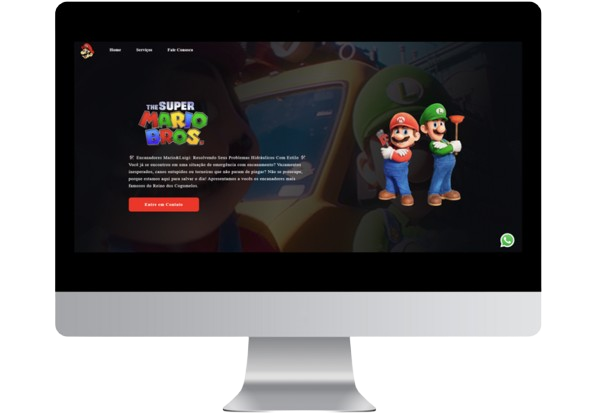 Home Serviços Fale Conosco
THE SUPER
MARIO
BROS.
Encanadores Mario&Luigi: Resolvendo Seus Problemas Hidráulicos Com Estilo
Você já se encontrou em uma situação de emergência com encanamento? Vazamentos
inesperados, canos entupidos ou torneiras que não param de pingar? Não se preocupe,
porque estamos aqui para salvar o dia! Apresentamos a vocês os encanadores mais
famosos do Reino dos Cogumelos.
Entre em Contato